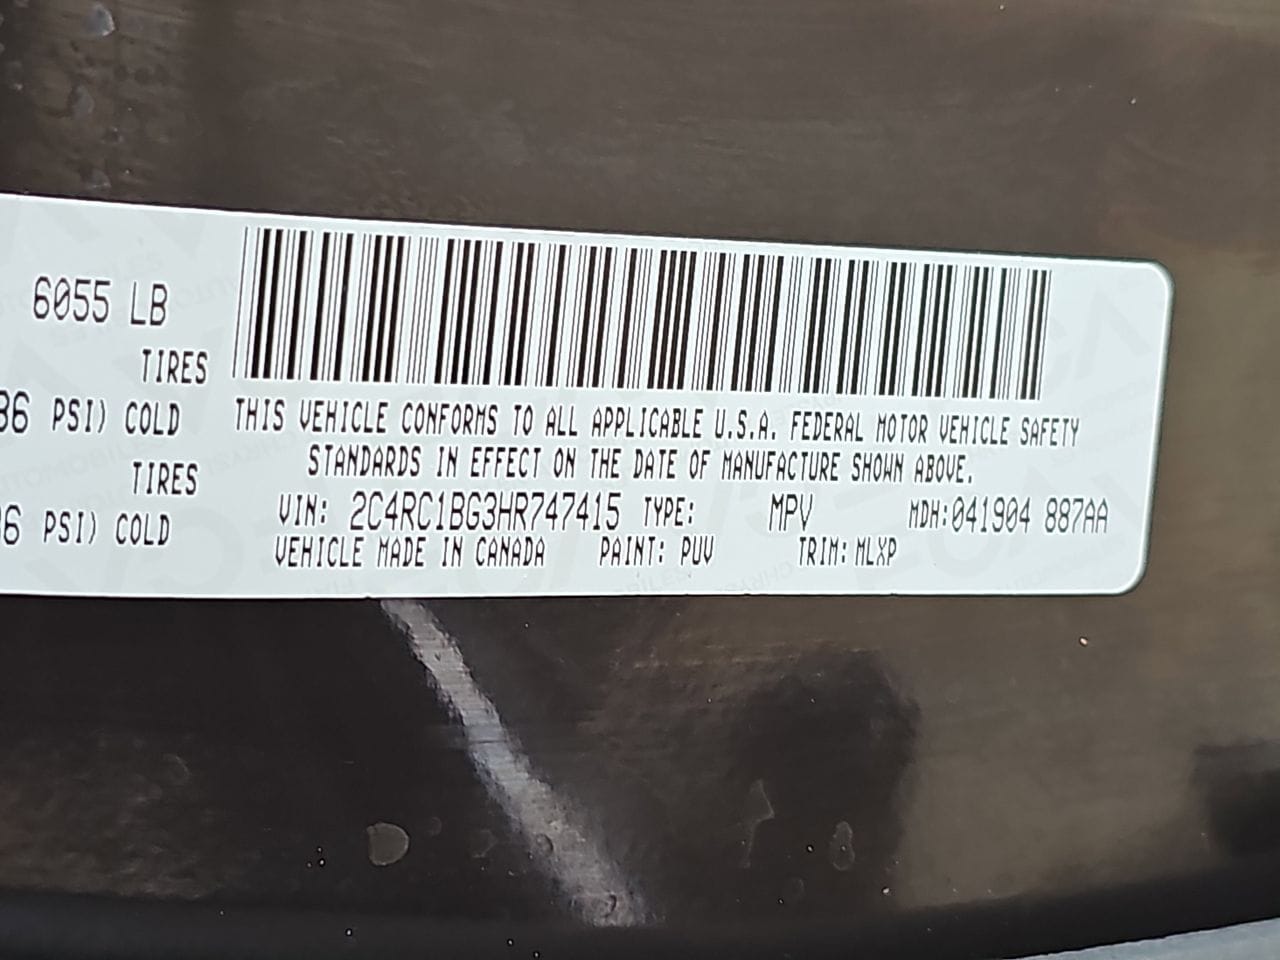 6055 LB
TIRES
36 PSI) COLD
TIRES
36 PSI) COLD
THIS VEHICLE CONFORMS TO ALL APPLICABLE U.S.A. FEDERAL MOTOR VEHICLE SAFETY
STANDARDS IN EFFECT ON THE DATE OF MANUFACTURE SHOWN ABOVE.
VIN: 2C4RC1BG3HR747415 TYPE: MPV MDH:041904 887AA
VEHICLE MADE IN CANADA PAINT: PUV TRIM: MLXP